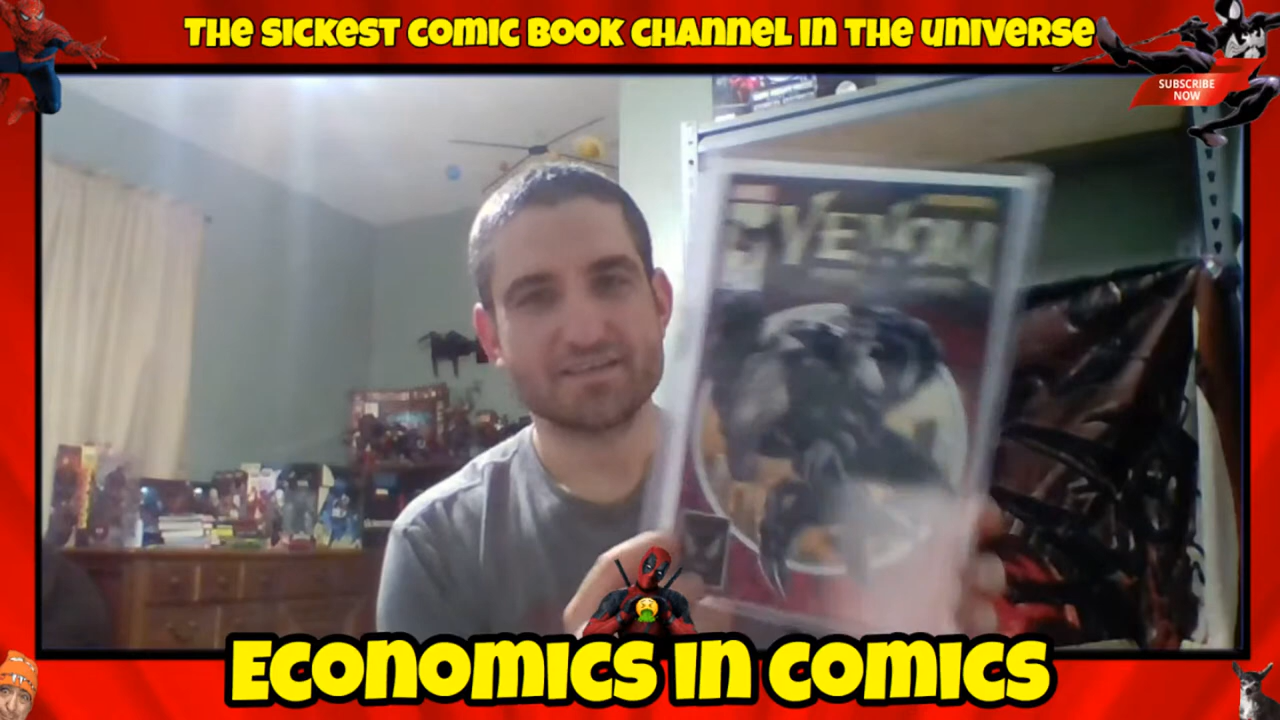 THE SICKEST COMIC BOOK CHANNEL IN THE UNIVERSE
SUBSCRIBE
NOW
VENOM
ECONOMICS IN COMICS